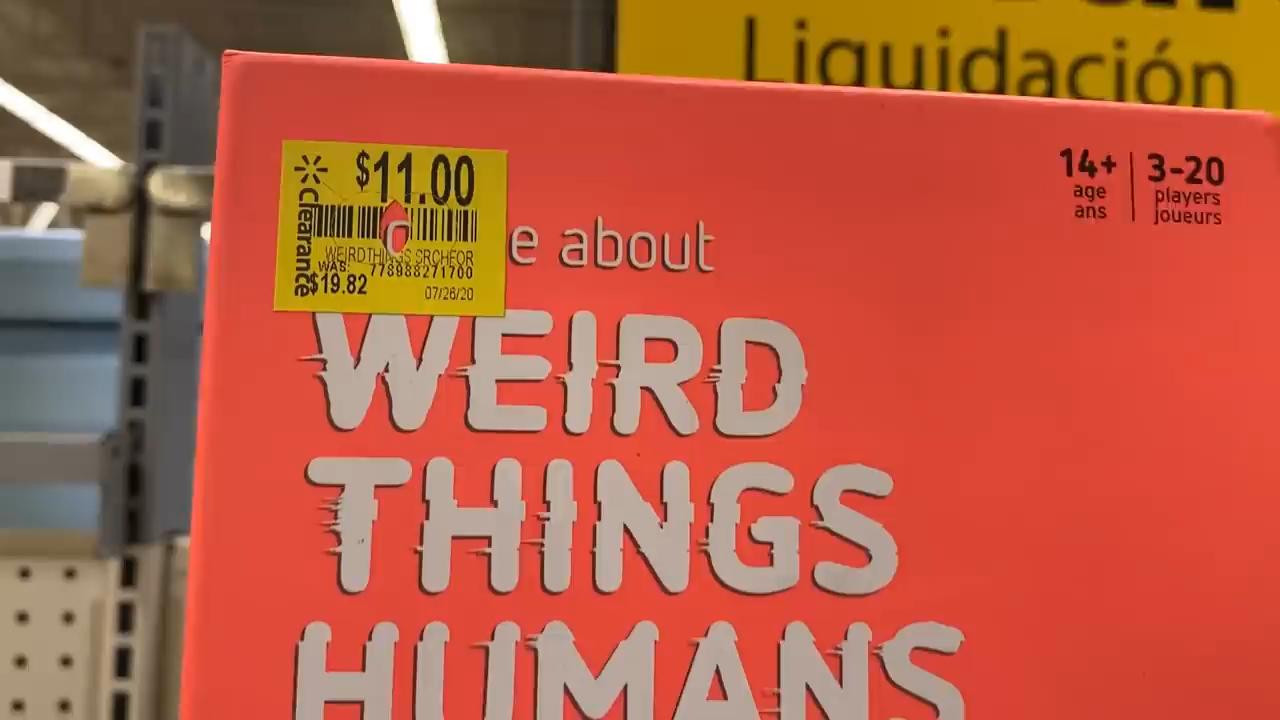 Liquidación
$11.00
clearance
WEIRDTHINGS SRCHFOR
WAS: 778988271700
$19.82 07/26/20
14+ 3-20
age players
ans joueurs
e about
WEIRD
THINGS
HUMANS